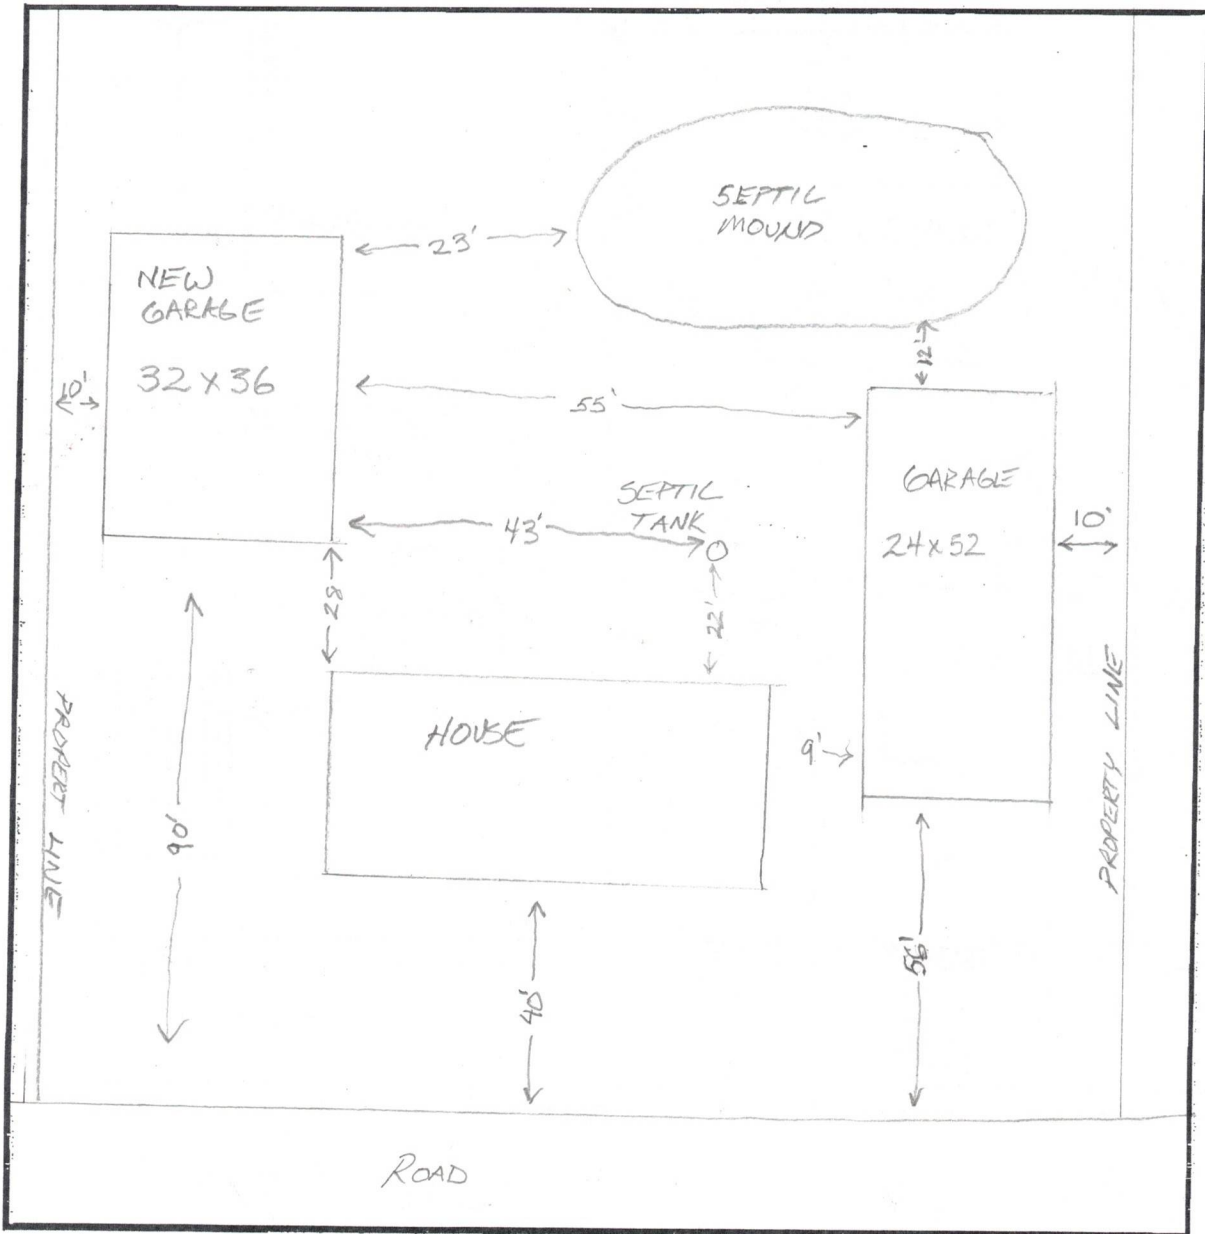 SEPTIC
MOUND
23'
NEW
GARAGE
32 x 36
10'
12'
55'
GARAGE
24 x 52
10'
SEPTIC
TANK
43'
28
22'
HOUSE
9'
PROPERT LINE
PROPERTY LINE
90'
40'
56'
ROAD